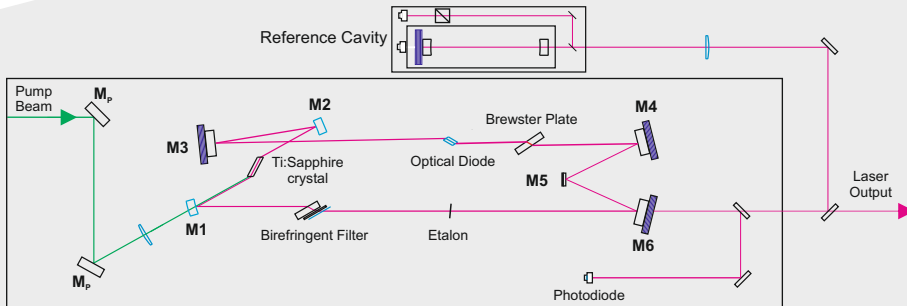 Reference Cavity
Pump
Beam
Mₚ
M2
M4
Brewster Plate
M3
Ti:Sapphire
crystal
Optical Diode
M5
Laser
Output
M1
Birefringent Filter
Etalon
M6
Mₚ
Photodiode